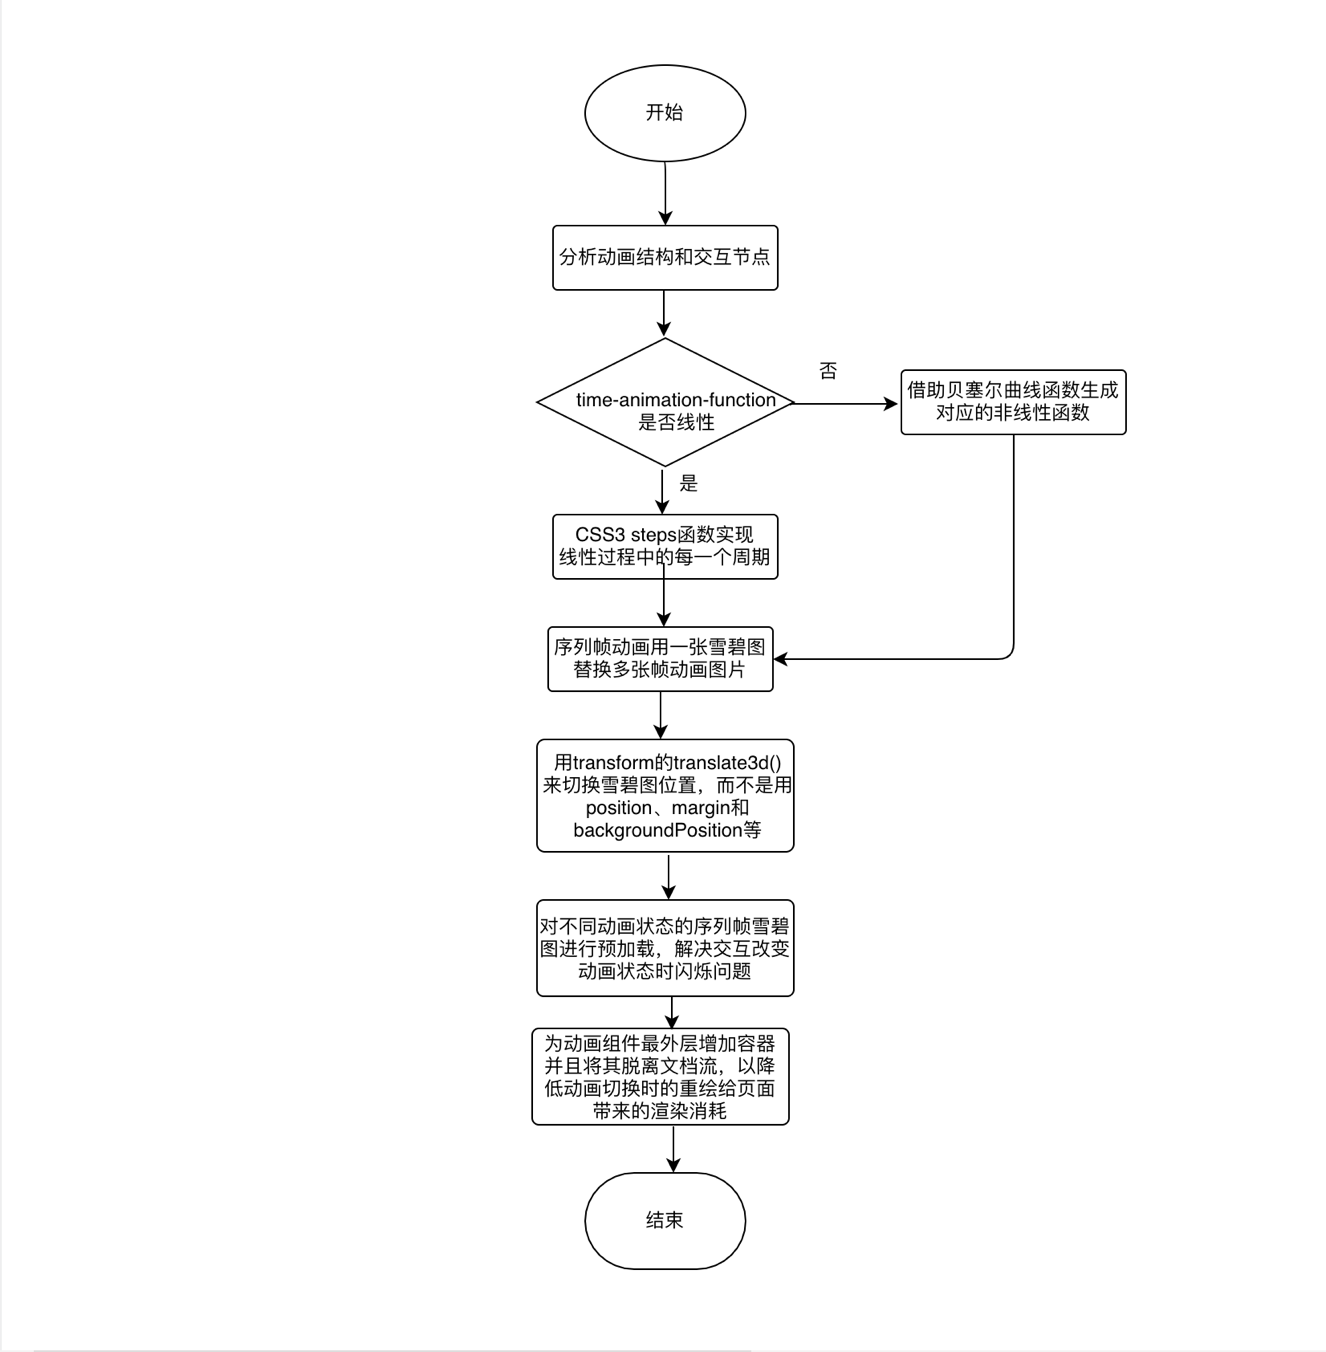 开始
分析动画结构和交互节点
time-animation-function
是否线性
否
借助贝塞尔曲线函数生成
对应的非线性函数
是
CSS3 steps函数实现
线性过程中的每一个周期
序列帧动画用一张雪碧图
替换多张帧动画图片
用transform的translate3d()
来切换雪碧图位置，而不是用
position、margin和
backgroundPosition等
对不同动画状态的序列帧雪碧
图进行预加载，解决交互改变
动画状态时闪烁问题
为动画组件最外层增加容器
并且将其脱离文档流，以降
低动画切换时的重绘给页面
带来的渲染消耗
结束